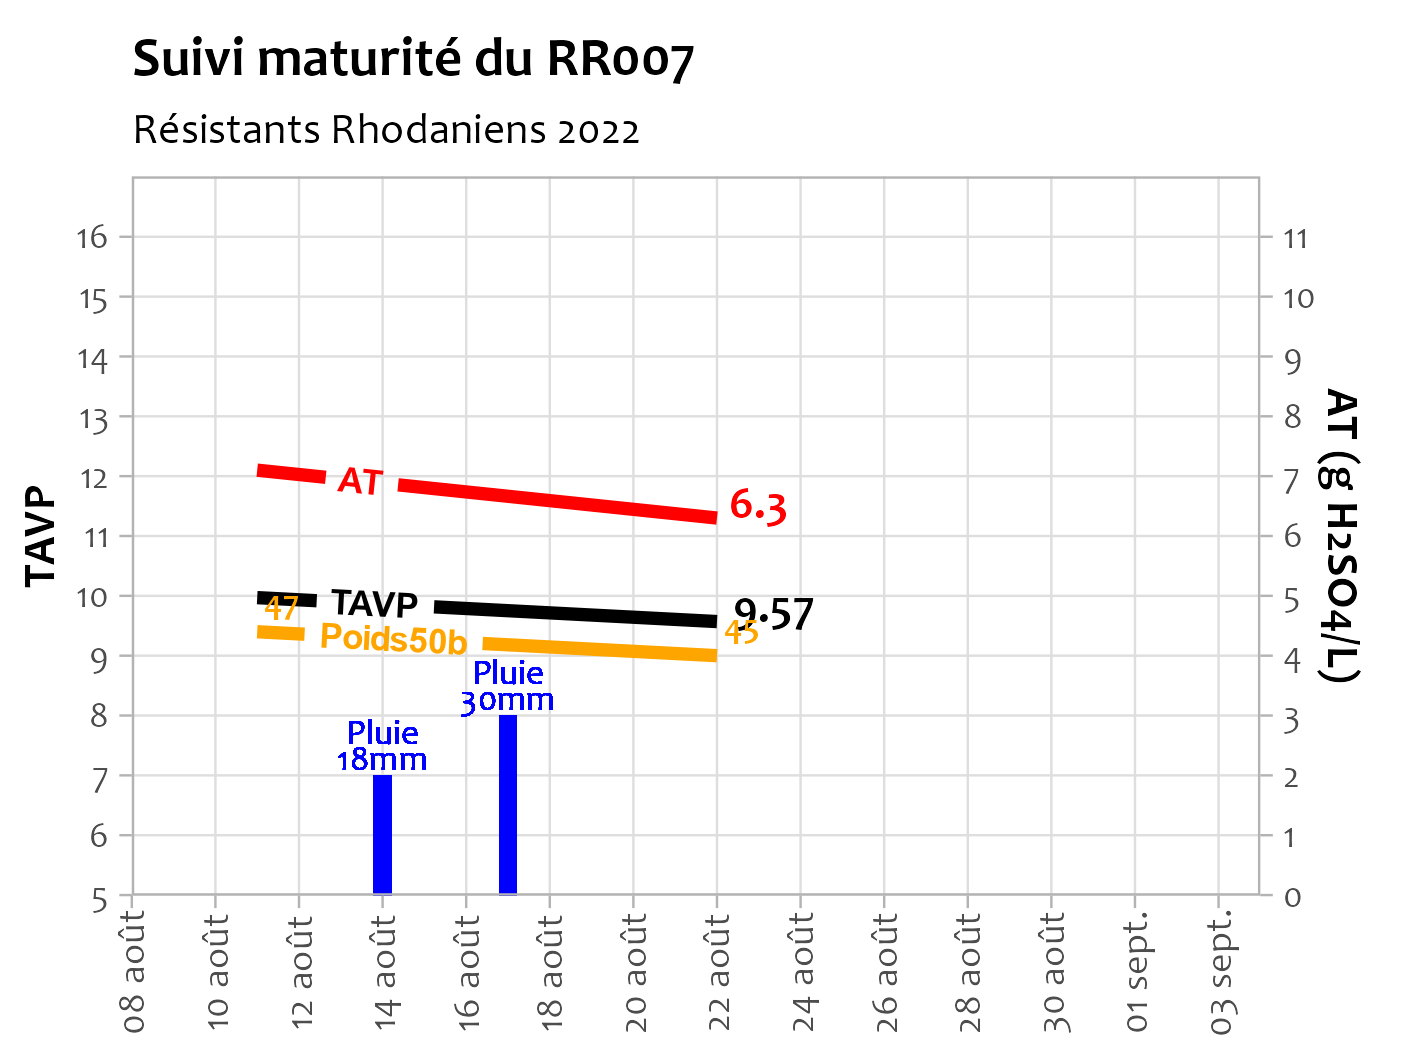 Suivi maturité du RR007
Résistants Rhodaniens 2022
TAVP
16
15
14
13
12
11
10
9
8
7
6
5
AT
6.3
TAVP
9.57
47
Poids50b
45
Pluie
30mm
Pluie
18mm
11
10
9
8
7
6
5
4
3
2
1
0
AT (g H2SO4/L)
08 août
10 août
12 août
14 août
16 août
18 août
20 août
22 août
24 août
26 août
28 août
30 août
01 sept.
03 sept.